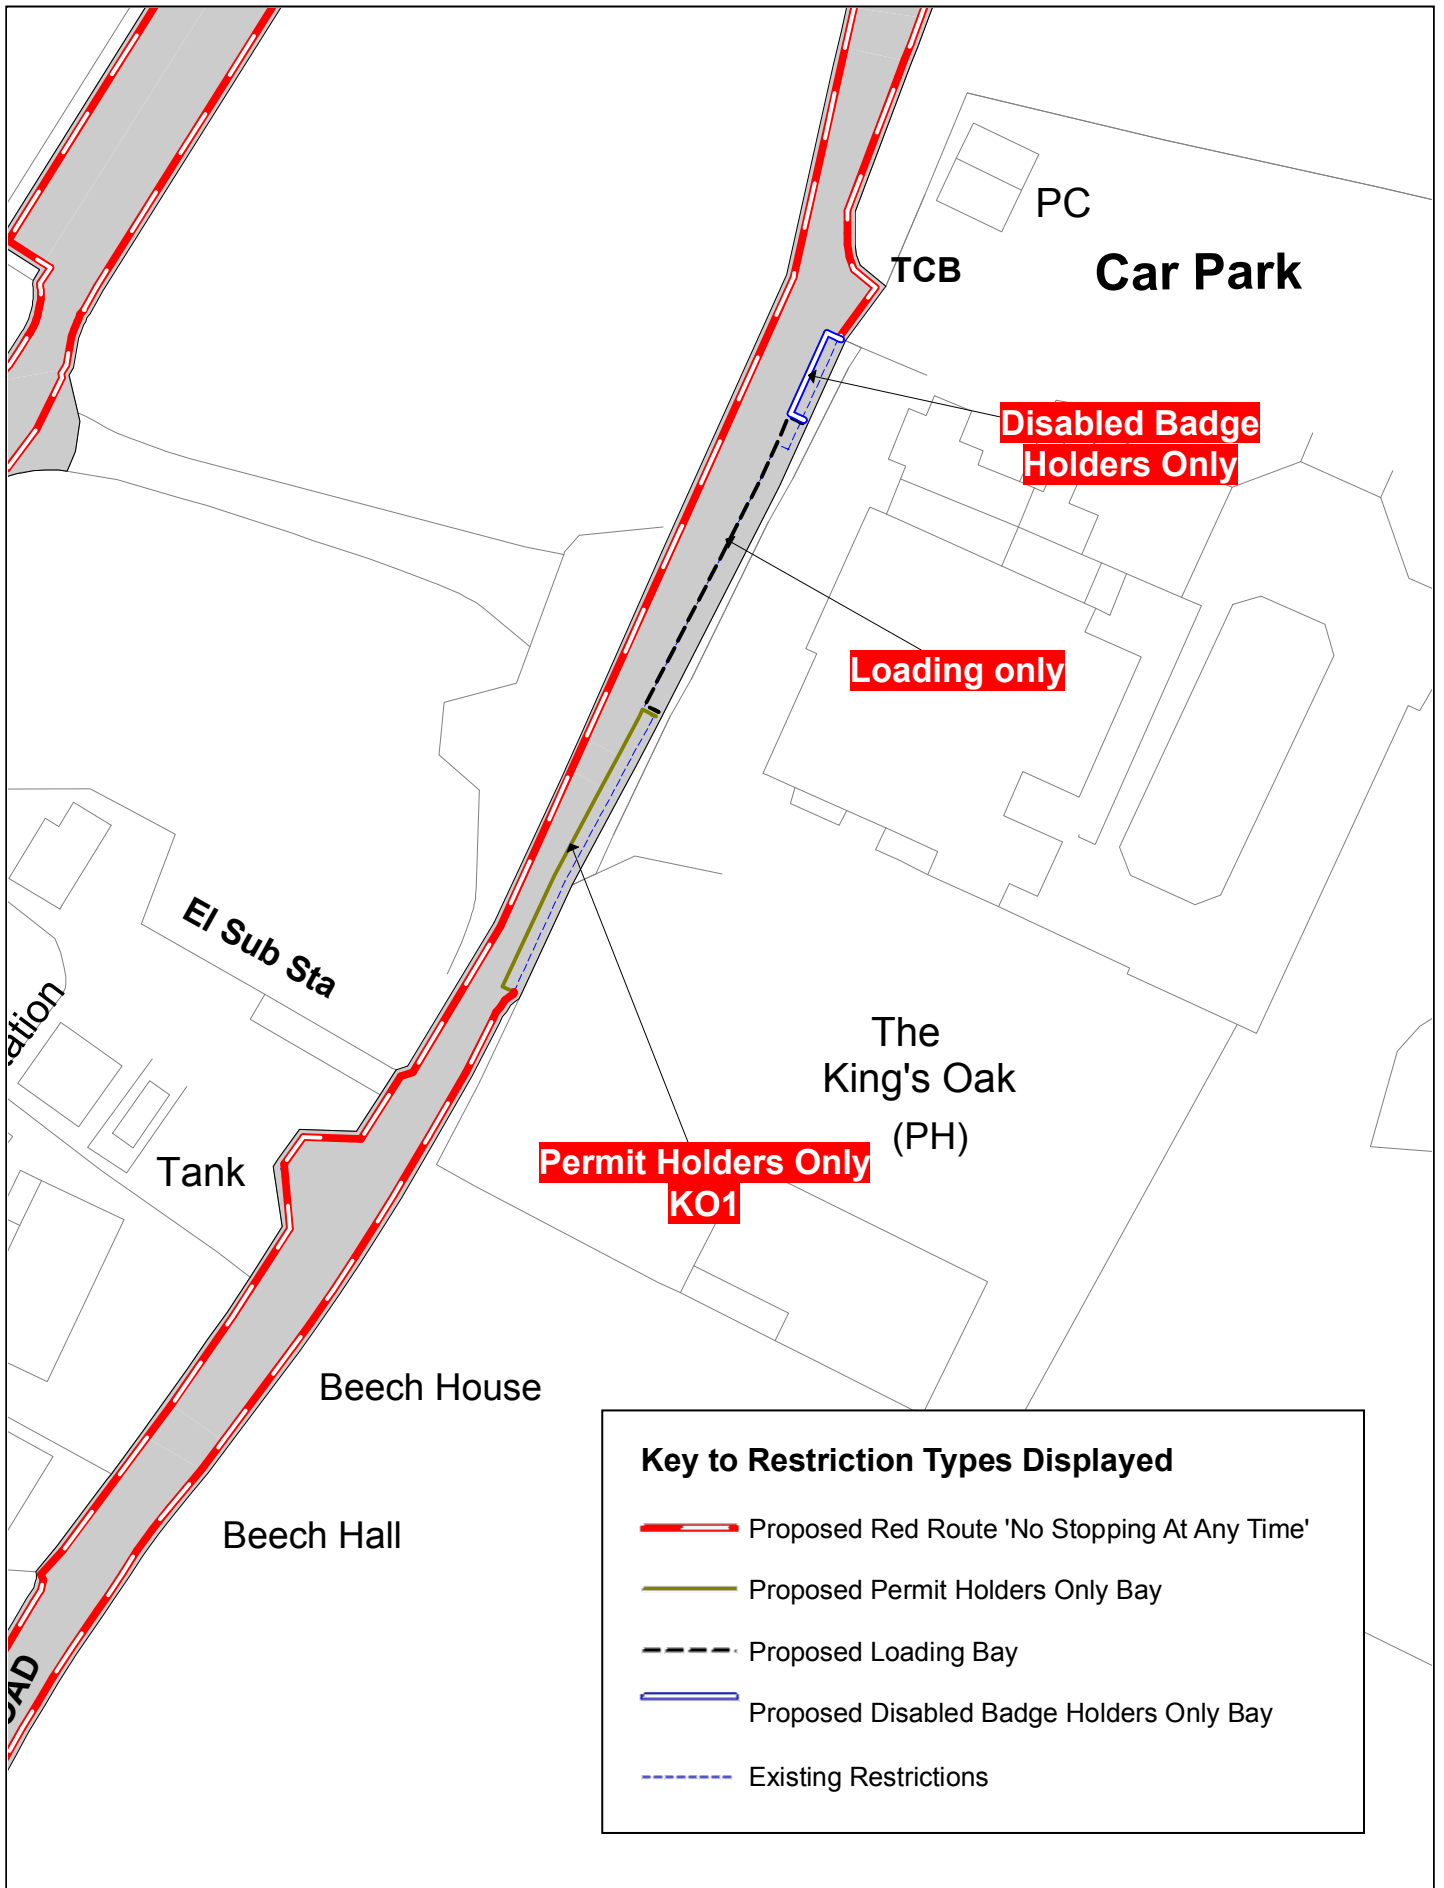 PC
TCB
Car Park
Disabled Badge
Holders Only
Loading only
El Sub Sta
The
King's Oak
(PH)
Tank
Permit Holders Only
KO1
Beech House
Beech Hall
Key to Restriction Types Displayed
Proposed Red Route 'No Stopping At Any Time'
Proposed Permit Holders Only Bay
Proposed Loading Bay
Proposed Disabled Badge Holders Only Bay
Existing Restrictions